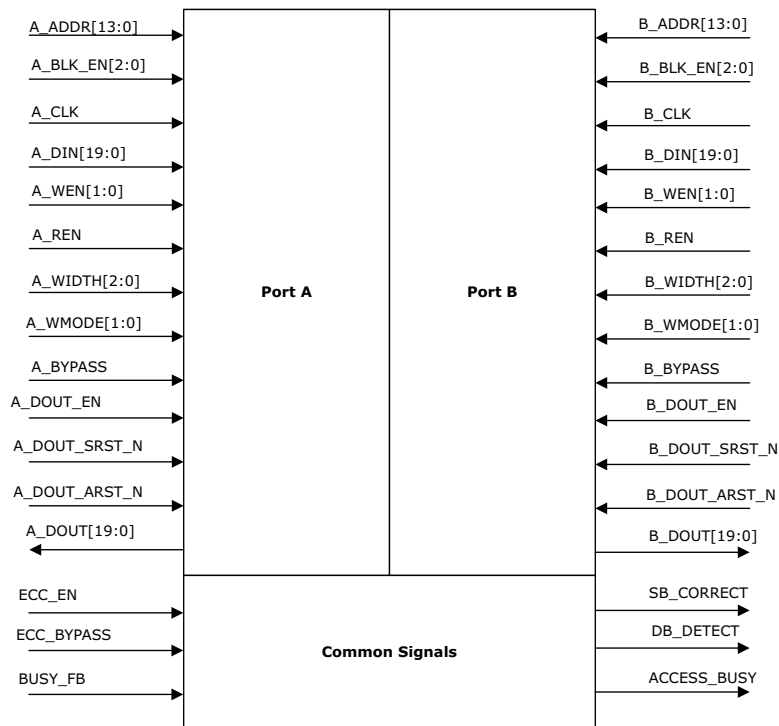 A_ADDR[13:0]
A_BLK_EN[2:0]
A_CLK
A_DIN[19:0]
A_WEN[1:0]
A_REN
A_WIDTH[2:0]
A_WMODE[1:0]
A_BYPASS
A_DOUT_EN
A_DOUT_SRST_N
A_DOUT_ARST_N
A_DOUT[19:0]
Port A
Port B
B_ADDR[13:0]
B_BLK_EN[2:0]
B_CLK
B_DIN[19:0]
B_WEN[1:0]
B_REN
B_WIDTH[2:0]
B_WMODE[1:0]
B_BYPASS
B_DOUT_EN
B_DOUT_SRST_N
B_DOUT_ARST_N
B_DOUT[19:0]
ECC_EN
ECC_BYPASS
BUSY_FB
Common Signals
SB_CORRECT
DB_DETECT
ACCESS_BUSY